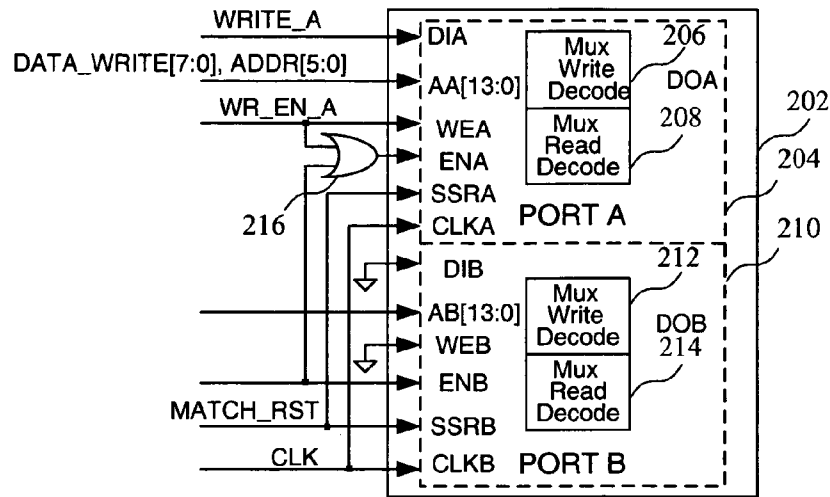 WRITE_A
DATA_WRITE[7:0], ADDR[5:0]
WR_EN_A
216
MATCH_RST
CLK
DIA
AA[13:0]
WEA
ENA
SSRA
CLKA
PORT A
Mux
Write
Decode
Mux
Read
Decode
DOA
206
208
202
204
210
DIB
AB[13:0]
WEB
ENB
SSRB
CLKB
PORT B
Mux
Write
Decode
Mux
Read
Decode
212
DOB
214